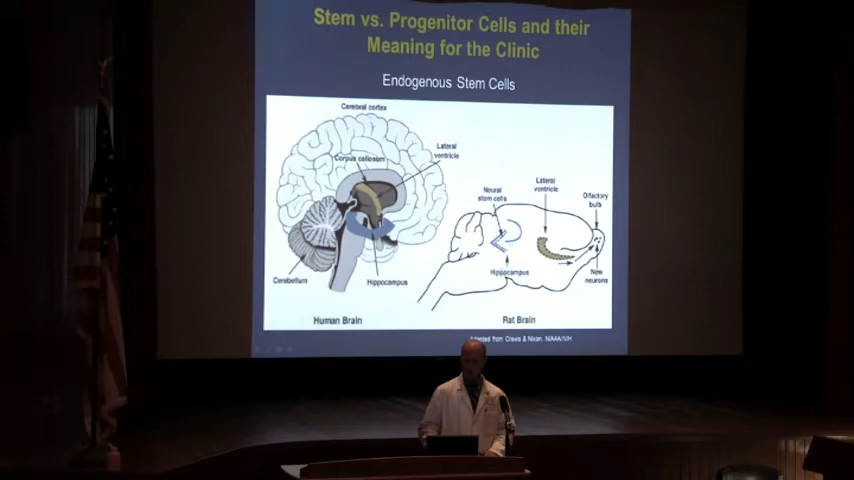 Stem vs. Progenitor Cells and their
Meaning for the Clinic
Endogenous Stem Cells
Cerebral cortex
Corpus callosum
Lateral
ventricle
Cerebellum
Hippocampus
Human Brain
Neural
stem cells
Lateral
ventricle
Olfactory
bulb
Hippocampus
New
neurons
Rat Brain
Adapted from Crews & Nixon, NIAAA/NIH